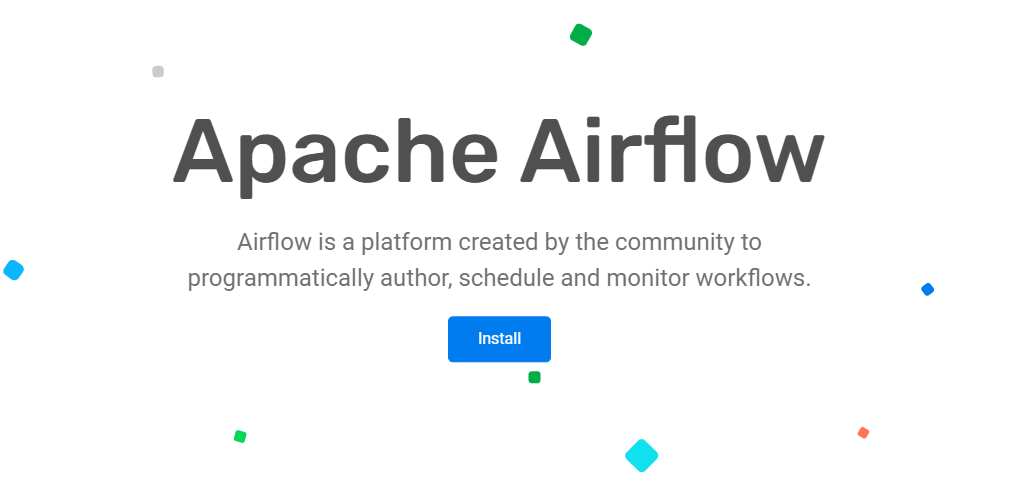 Apache Airflow
Airflow is a platform created by the community to
programmatically author, schedule and monitor workflows.
Install